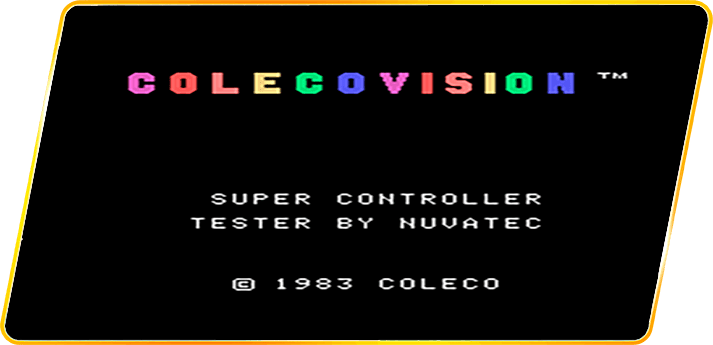 COLECOVISION ™
SUPER CONTROLLER
TESTER BY NUVATEC
© 1983 COLECO